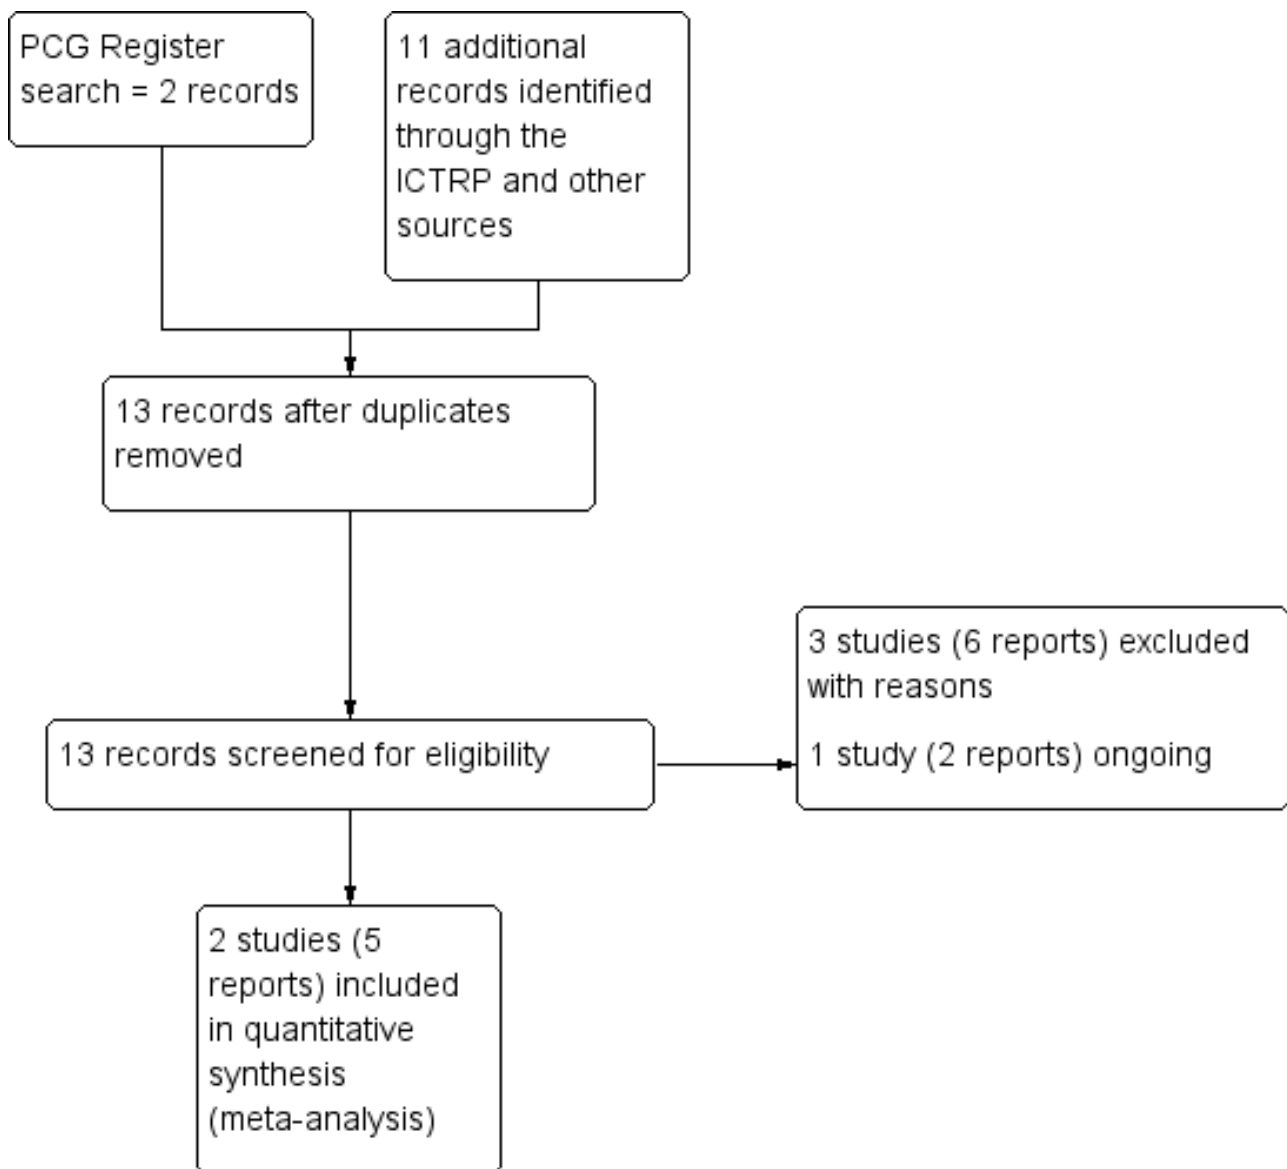 PCG Register
search = 2 records
11 additional
records identified
through the
ICTRP and other
sources
13 records after duplicates
removed
13 records screened for eligibility
3 studies (6 reports) excluded
with reasons
1 study (2 reports) ongoing
2 studies (5
reports) included
in quantitative
synthesis
(meta-analysis)